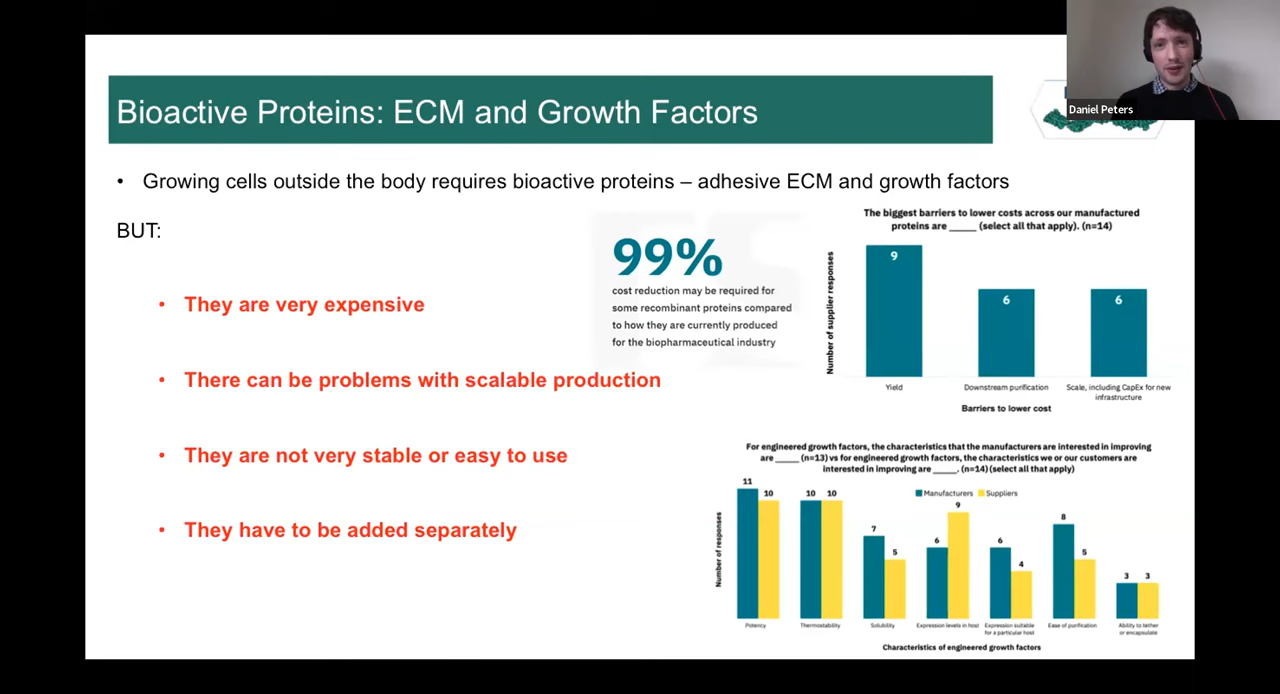 Bioactive Proteins: ECM and Growth Factors
Daniel Peters
• Growing cells outside the body requires bioactive proteins – adhesive ECM and growth factors
BUT:
• They are very expensive
• There can be problems with scalable production
• They are not very stable or easy to use
• They have to be added separately
99%
cost reduction may be required for
some recombinant proteins compared
to how they are currently produced
for the biopharmaceutical industry
The biggest barriers to lower costs across our manufactured
proteins are _____ (select all that apply). (n=14)
Number of supplier responses
9
6
6
Yield
Downstream purification
Scale, including CapEx for new
infrastructure
Barriers to lower cost
For engineered growth factors, the characteristics that the manufacturers are interested in improving
are _____ (n=13) vs for engineered growth factors, the characteristics we or our customers are
interested in improving are _____. (n=14) (select all that apply)
Manufacturers
Suppliers
Number of responses
11
10
10
10
7
5
6
9
6
4
8
5
3
3
Potency
Thermostability
Solubility
Expression levels in host
Expression suitable
for a particular host
Ease of purification
Ability to tether
or encapsulate
Characteristics of engineered growth factors